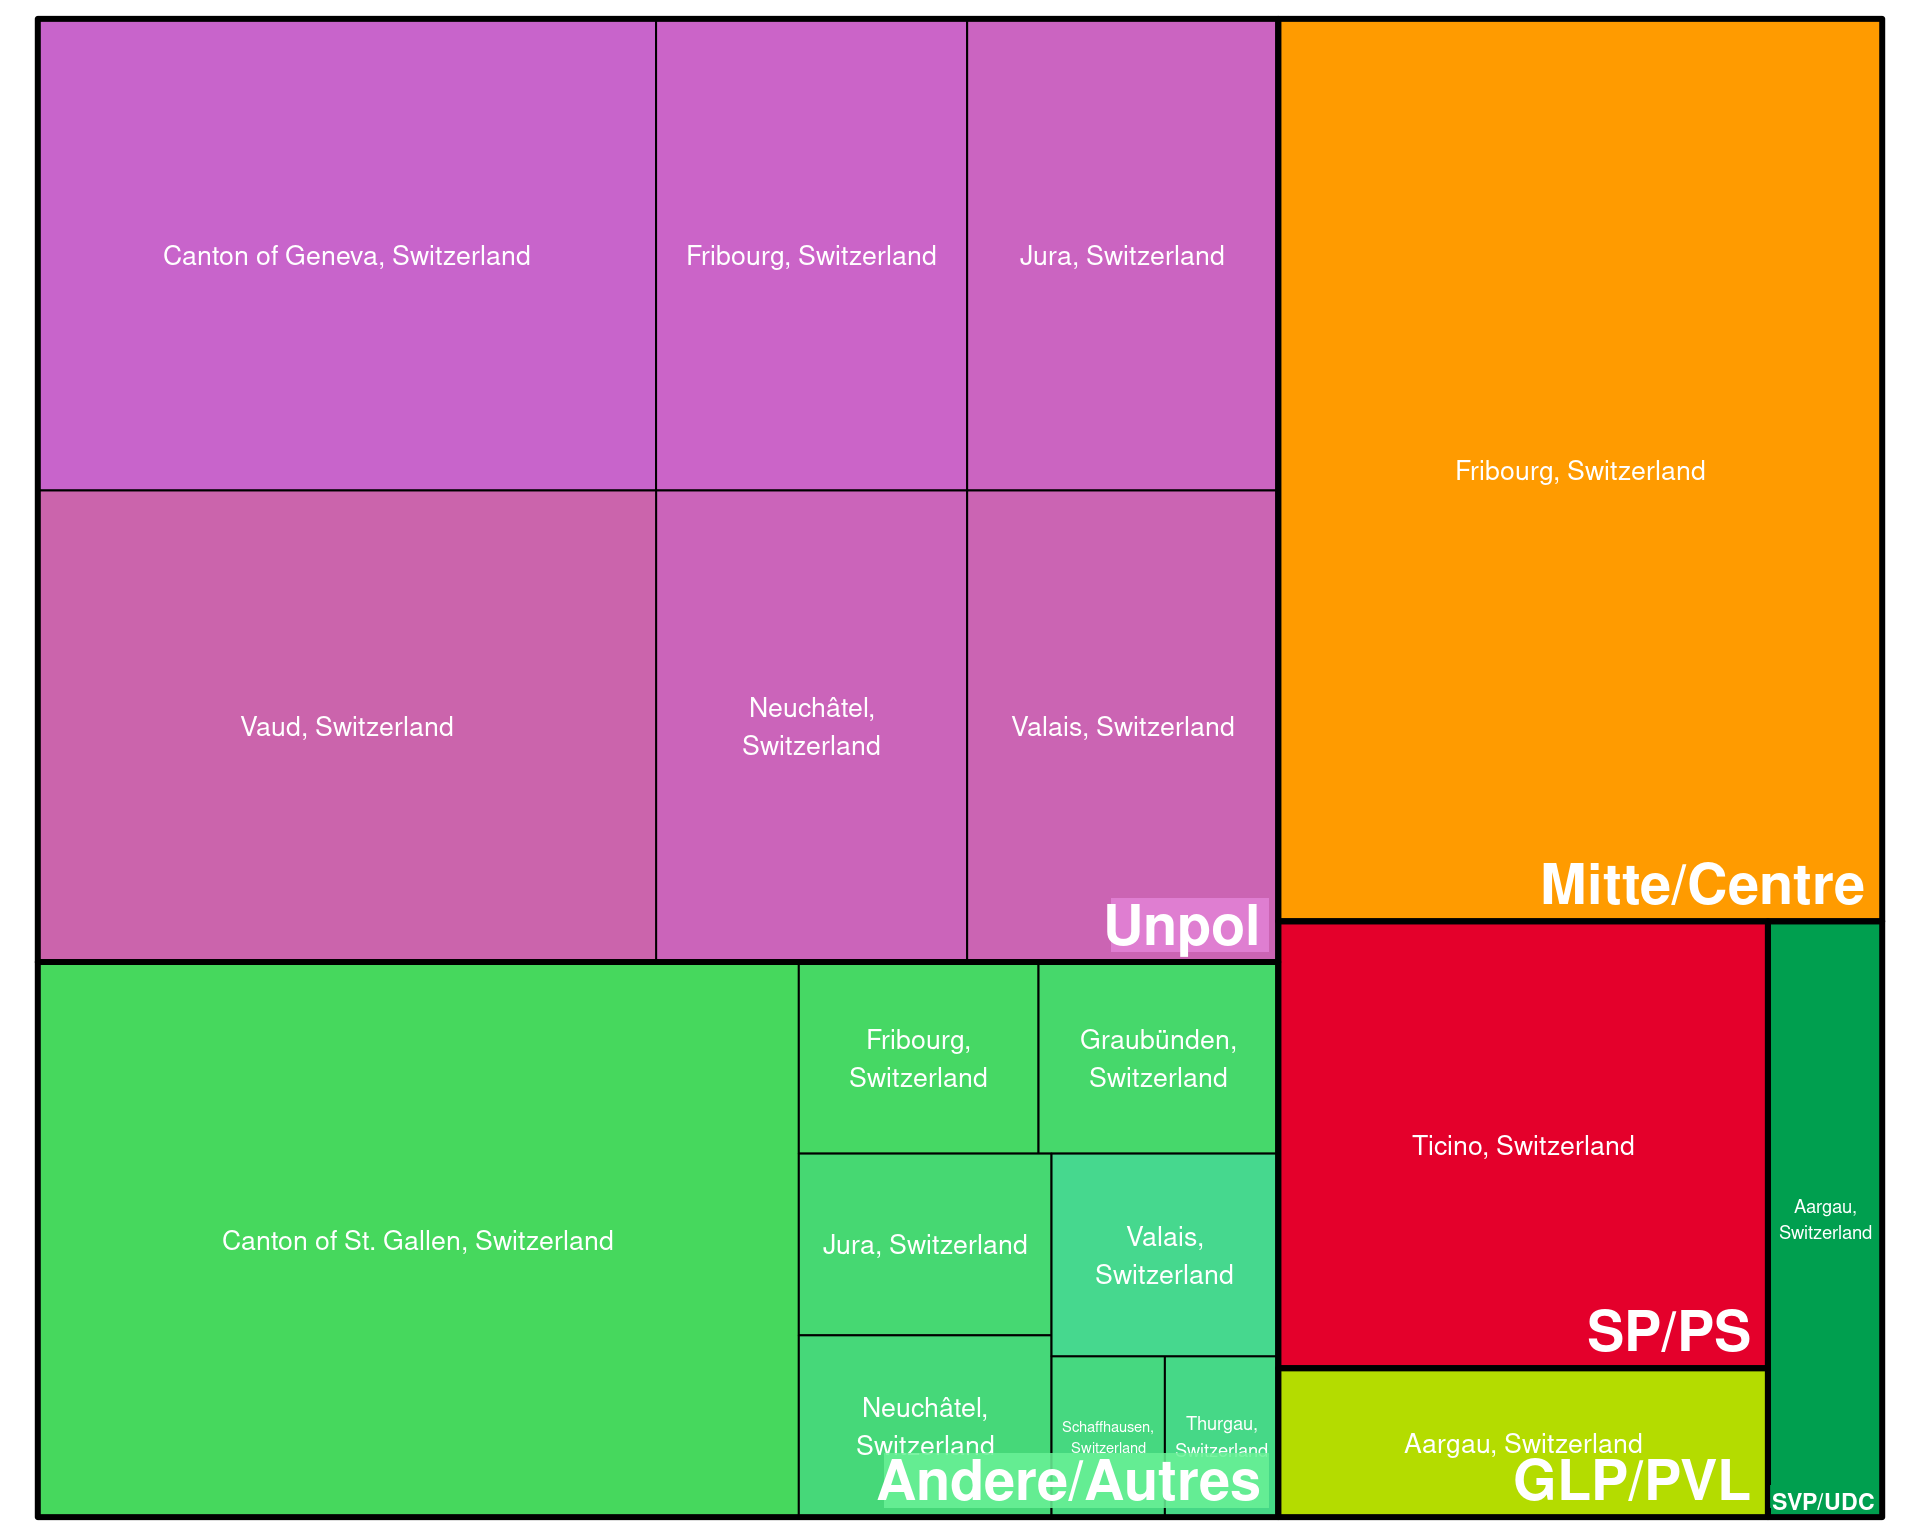 Canton of Geneva, Switzerland
Fribourg, Switzerland
Jura, Switzerland
Vaud, Switzerland
Neuchâtel,
Switzerland
Valais, Switzerland
Unpol
Fribourg, Switzerland
Mitte/Centre
Canton of St. Gallen, Switzerland
Fribourg,
Switzerland
Graubünden,
Switzerland
Jura, Switzerland
Valais,
Switzerland
Neuchâtel,
Switzerland
Schaffhausen,
Switzerland
Thurgau,
Switzerland
Andere/Autres
Ticino, Switzerland
SP/PS
Aargau,
Switzerland
SVP/UDC
Aargau, Switzerland
GLP/PVL